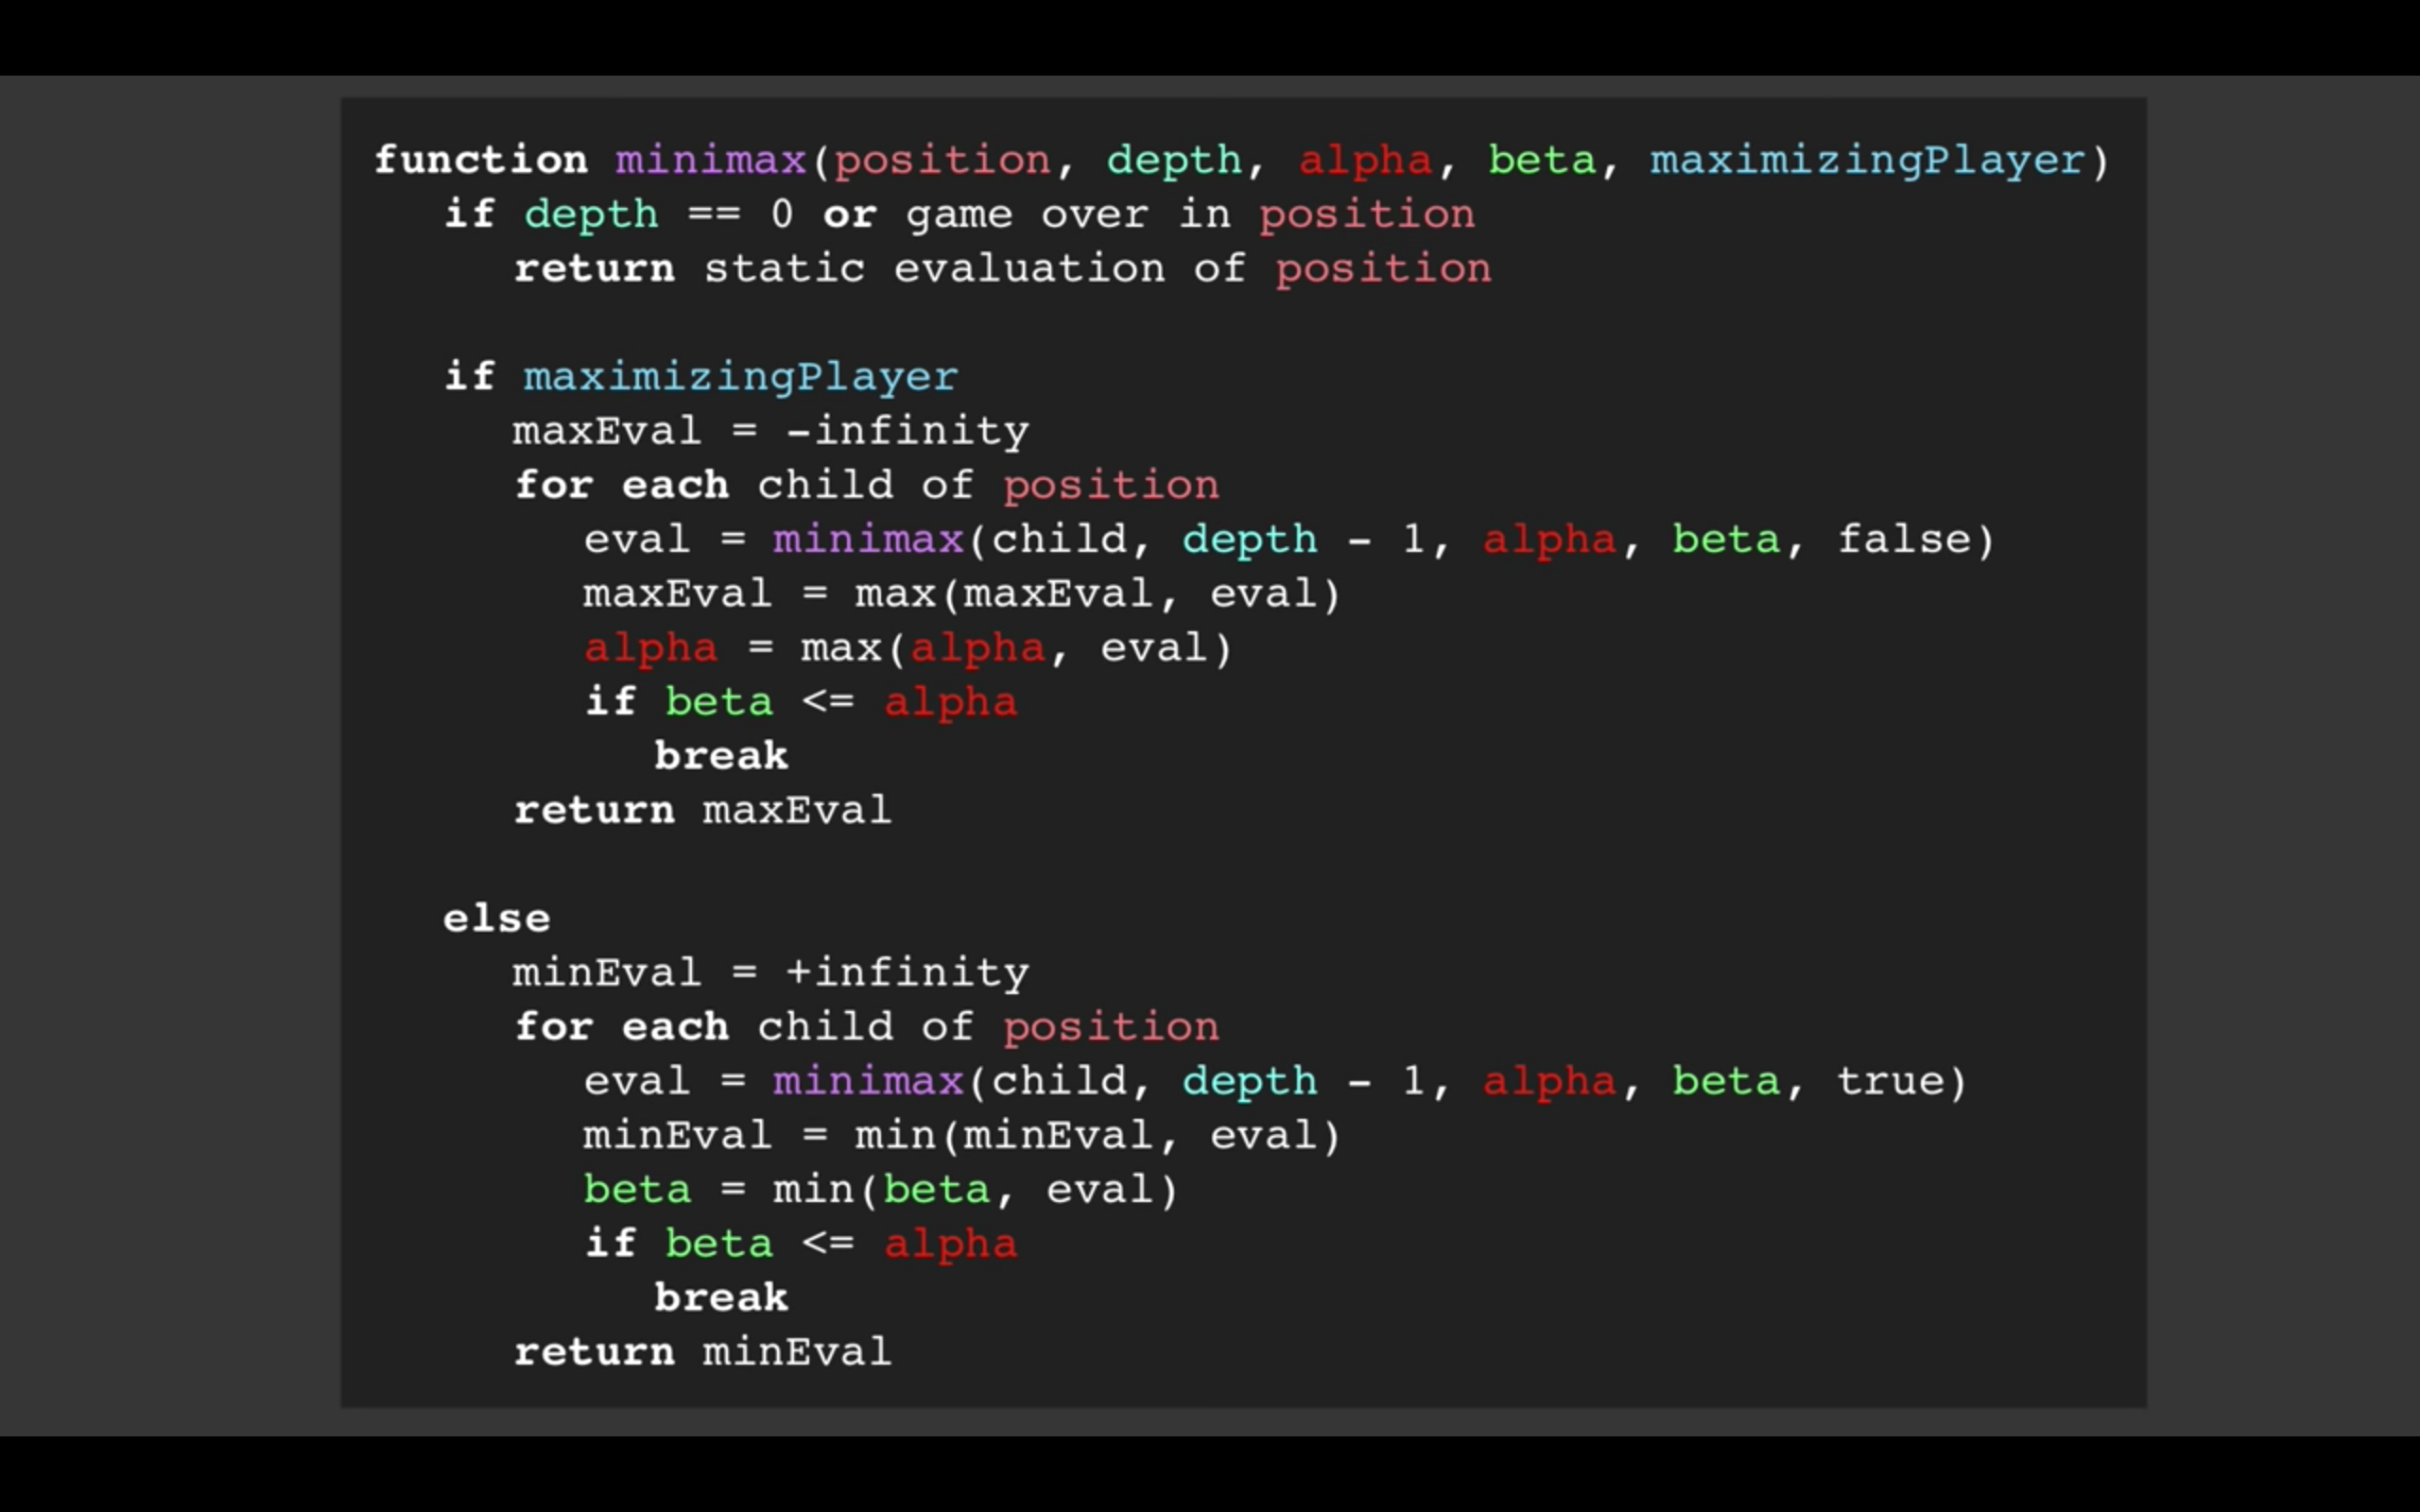 function minimax(position, depth, alpha, beta, maximizingPlayer)
if depth == 0 or game over in position
return static evaluation of position
if maximizingPlayer
maxEval = -infinity
for each child of position
eval = minimax(child, depth - 1, alpha, beta, false)
maxEval = max(maxEval, eval)
alpha = max(alpha, eval)
if beta <= alpha
break
return maxEval
else
minEval = +infinity
for each child of position
eval = minimax(child, depth - 1, alpha, beta, true)
minEval = min(minEval, eval)
beta = min(beta, eval)
if beta <= alpha
break
return minEval